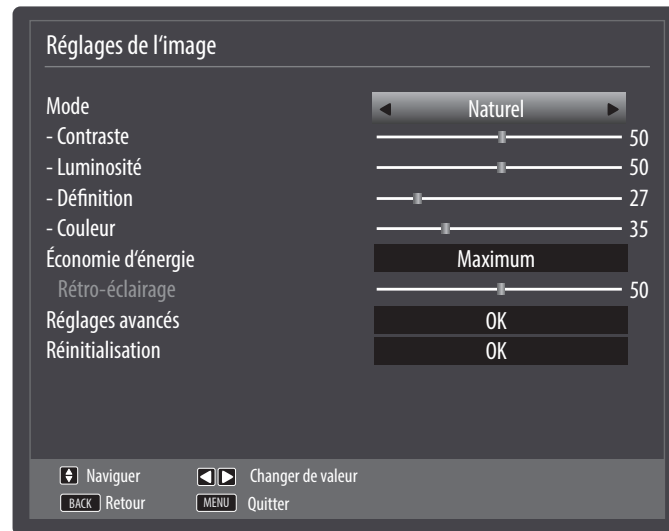 Réglages de l‘image
Mode Naturel
- Contraste 50
- Luminosité 50
- Définition 27
- Couleur 35
Économie d‘énergie Maximum
Rétro-éclairage 50
Réglages avancés OK
Réinitialisation OK
Naviguer Changer de valeur
BACK Retour MENU Quitter